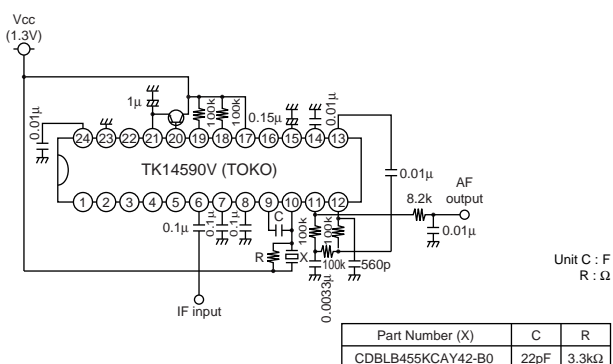 Vcc
(1.3V)
1μ
100k
100k
0.15μ
0.01μ
0.01μ
24 23 22 21 20 19 18 17 16 15 14 13
TK14590V (TOKO)
1 2 3 4 5 6 7 8 9 10 11 12
0.01μ
AF
output
8.2k
0.01μ
0.1μ
0.1μ
0.1μ
C
R
X
100k
100k
100k
560p
0.0033μ
IF input
Unit C : F
R : Ω
Part Number (X) C R
CDBLB455KCAY42-B0 22pF 3.3kΩ